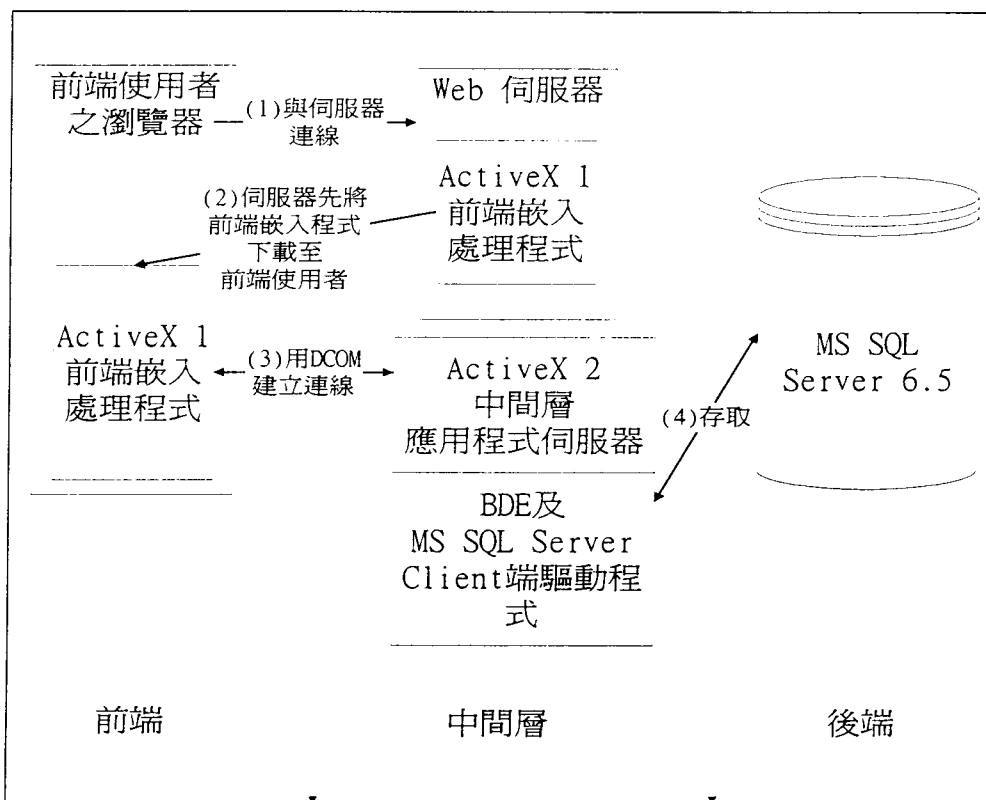 前端使用者
之瀏覽器
(1)與伺服器
連線
Web 伺服器
(2)伺服器先將
前端嵌入程式
下載至
前端使用者
ActiveX 1
前端嵌入
處理程式
ActiveX 1
前端嵌入
處理程式
(3)用DCOM
建立連線
ActiveX 2
中間層
應用程式伺服器
BDE及
MS SQL Server
Client端驅動程
式
(4)存取
MS SQL
Server 6.5
前端
中間層
後端